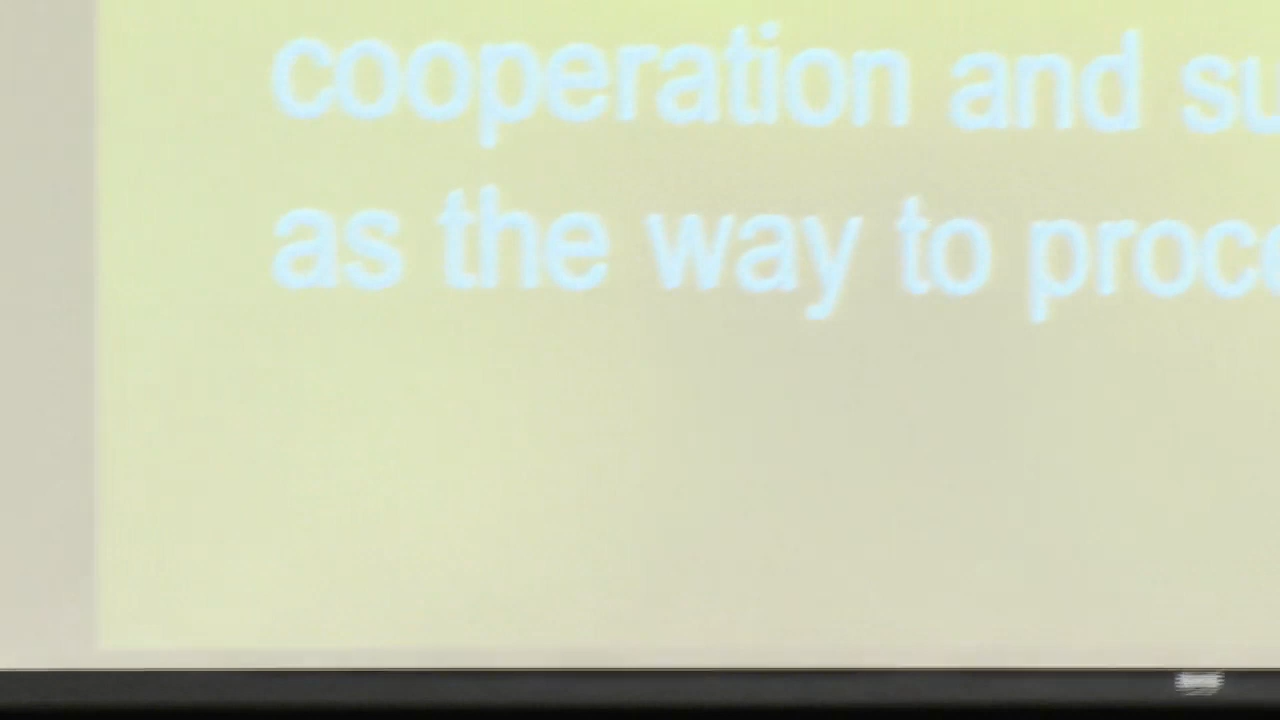 cooperation and su
as the way to proce